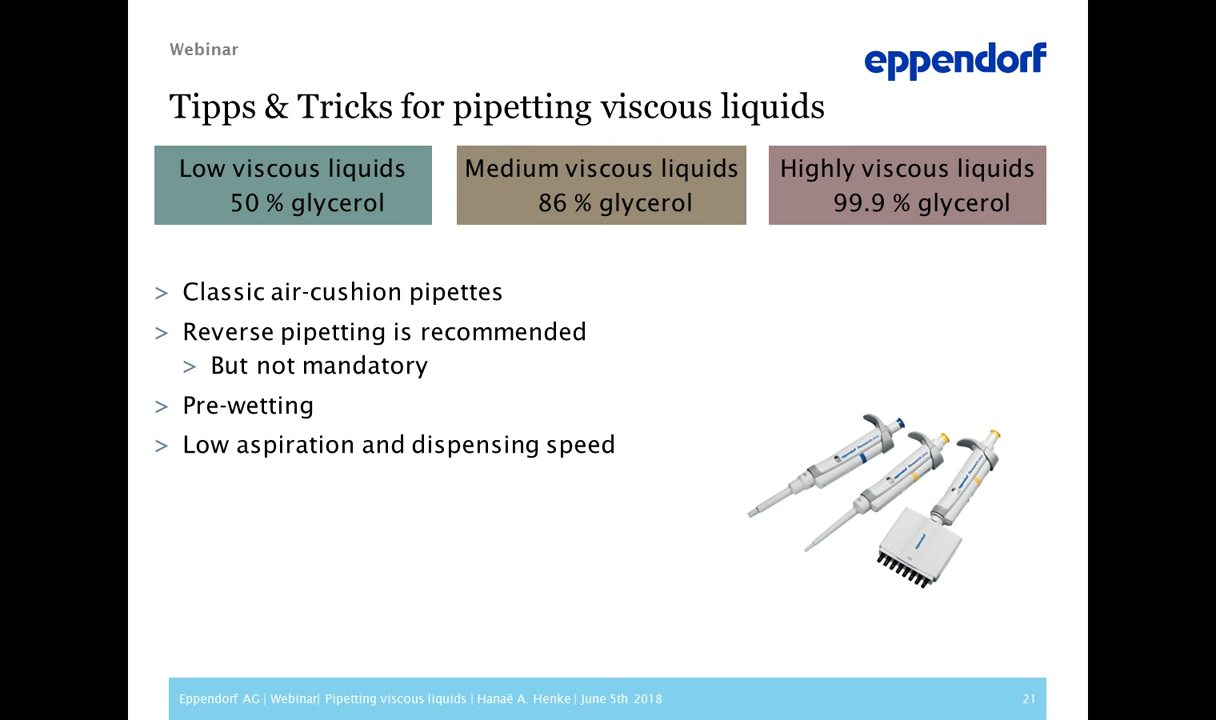 Webinar
eppendorf
Tipps & Tricks for pipetting viscous liquids
Low viscous liquids
50 % glycerol
Medium viscous liquids
86 % glycerol
Highly viscous liquids
99.9 % glycerol
> Classic air-cushion pipettes
> Reverse pipetting is recommended
> But not mandatory
> Pre-wetting
> Low aspiration and dispensing speed
eppendorf
Eppendorf AG | Webinar| Pipetting viscous liquids | Hanaë A. Henke | June 5th 2018
21